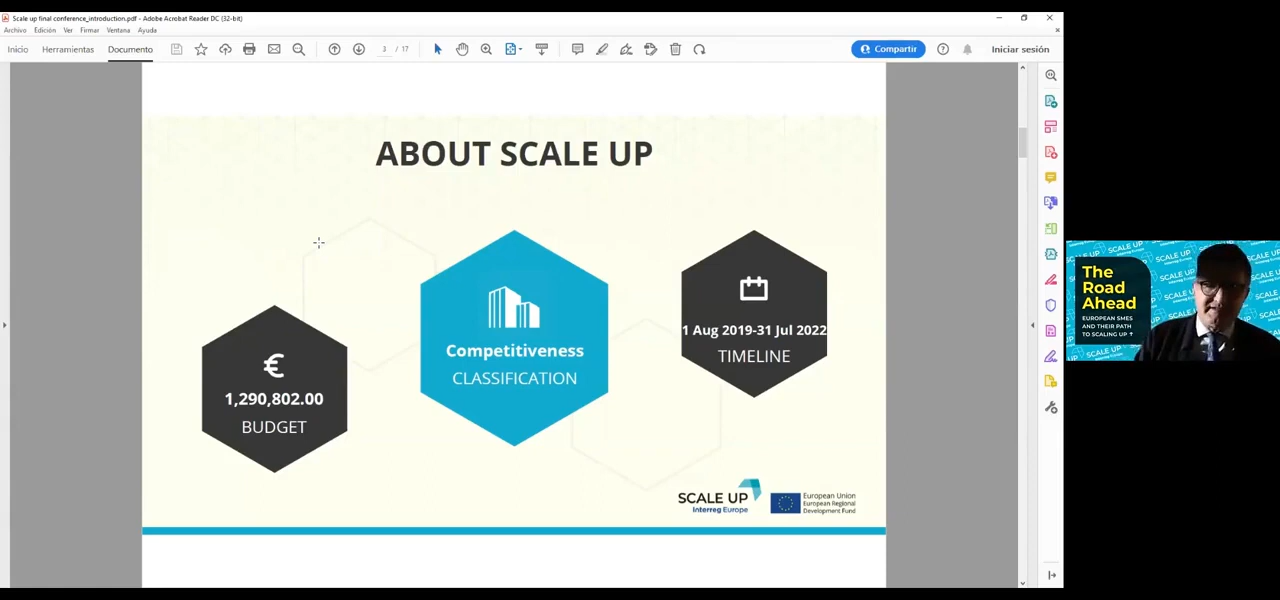 Scale up final conference_introduction.pdf - Adobe Acrobat Reader DC (32-bit)
Archivo Edición Ver Firmar Ventana Ayuda
Inicio Herramientas Documento
3 / 17
Compartir
Iniciar sesión
ABOUT SCALE UP
€
1,290,802.00
BUDGET
Competitiveness
CLASSIFICATION
1 Aug 2019-31 Jul 2022
TIMELINE
SCALE UP
Interreg Europe
European Union
European Regional
Development Fund
The
Road
Ahead
EUROPEAN SMES
AND THEIR PATH
TO SCALING UP
SCALE UP
Interreg Europe